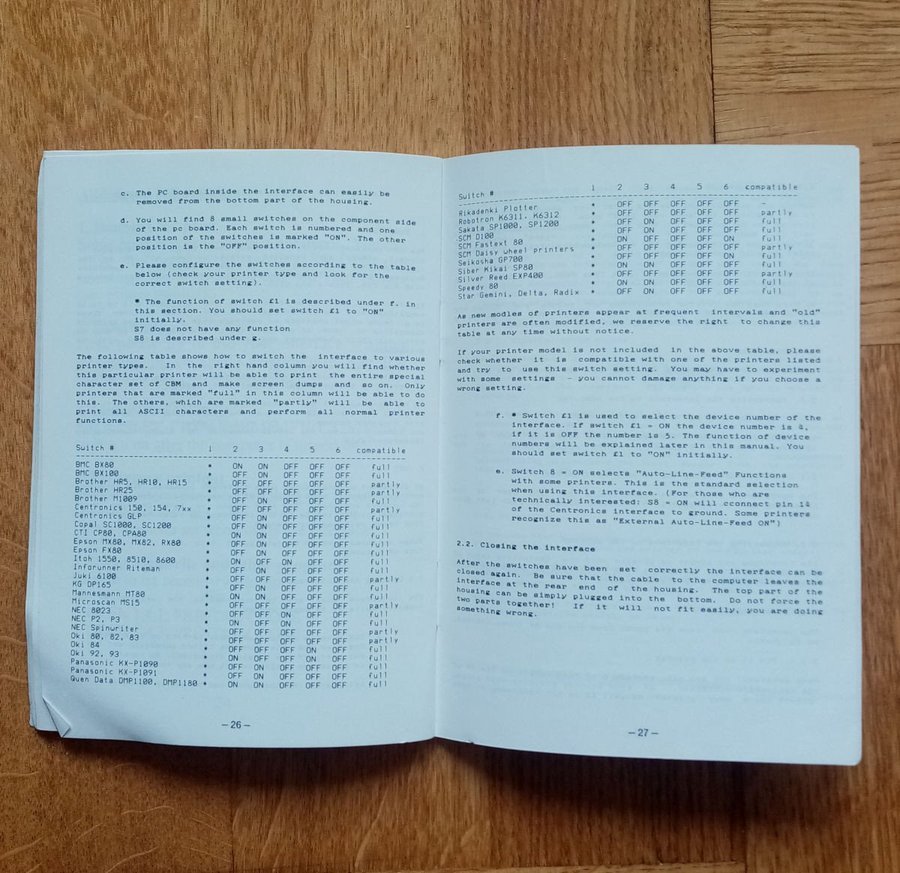 c. The PC board inside the interface can easily be
removed from the bottom part of the housing.
d. You will find 8 small switches on the component side
of the pc board. Each switch is numbered and one
position of the switches is marked "ON". The other
position is the "OFF" position.
e. Please configure the switches according to the table
below (check your printer type and look for the
correct switch setting).
* The function of switch £1 is described under f. in
this section. You should set switch £1 to "ON"
initially.
S7 does not have any function
S8 is described under g.
The following table shows how to switch the interface to various
printer types. In the right hand column you will find whether
this particular printer will be able to print the entire special
character set of CBM and make screen dumps and so on. Only
printers that are marked "full" in this column will be able to do
this. The others, which are marked "partly" will be able to
print all ASCII characters and perform all normal printer
functions.
Switch # 1 2 3 4 5 6 compatible
BMC BX80 * ON ON OFF OFF OFF full
BMC BX100 * OFF ON OFF OFF OFF full
Brother HR5, HR10, HR15 * OFF OFF OFF OFF OFF partly
Brother HR25 * OFF OFF OFF OFF OFF partly
Brother M1009 * OFF ON OFF OFF OFF full
Centronics 150, 154, 7xx * OFF OFF OFF OFF OFF partly
Centronics GLP * OFF ON OFF OFF OFF full
Copal SC1000, SC1200 * OFF ON OFF OFF OFF full
CTI CP80, CPA80 * ON ON OFF OFF OFF full
Epson MX80, MX82, RX80 * ON ON OFF OFF OFF full
Epson FX80 * OFF ON OFF OFF OFF full
Itoh 1550, 8510, 8600 * ON OFF ON OFF OFF full
Inforunner Riteman * ON ON OFF OFF OFF full
Juki 6100 * OFF OFF OFF OFF OFF partly
KG DP165 * OFF ON OFF OFF OFF full
Mannesmann MT80 * ON ON OFF OFF OFF full
Microscan MS15 * OFF OFF OFF OFF OFF partly
NEC 8023 * OFF OFF ON OFF OFF full
NEC P2, P3 * ON OFF ON OFF OFF full
NEC Spinwriter * OFF OFF OFF OFF OFF partly
Oki 80, 82, 83 * OFF OFF OFF OFF OFF partly
Oki 84 * OFF OFF OFF ON OFF full
Oki 92, 93 * ON OFF OFF ON OFF full
Panasonic KX-P1090 * OFF ON OFF OFF OFF full
Panasonic KX-P1091 * OFF ON OFF OFF OFF full
Quen Data DMP1100, DMP1180 * ON ON OFF OFF OFF full
-26-
Switch # 1 2 3 4 5 6 compatible
Rikadenki Plotter * OFF OFF OFF OFF OFF -
Robotron K6311, K6312 * OFF OFF OFF OFF OFF partly
Sakata SP1000, SP1200 * OFF ON OFF OFF OFF full
SCM D100 * OFF ON OFF OFF OFF full
SCM Fastext 80 * ON OFF OFF OFF ON full
SCM Daisy wheel printers * OFF OFF OFF OFF OFF partly
Seikosha GP700 * OFF OFF OFF OFF ON full
Siber Kikai SP80 * ON ON OFF OFF OFF full
Silver Reed EXP400 * OFF OFF OFF OFF OFF partly
Speedy 80 * ON ON OFF OFF OFF full
Star Gemini, Delta, Radix * OFF ON OFF OFF OFF full
As new modles of printers appear at frequent intervals and "old"
printers are often modified, we reserve the right to change this
table at any time without notice.
If your printer model is not included in the above table, please
check whether it is compatible with one of the printers listed
and try to use this switch setting. You may have to experiment
with some settings - you cannot damage anything if you choose a
wrong setting.
f. * Switch £1 is used to select the device number of the
interface. If switch £1 = ON the device number is 4,
if it is OFF the number is 5. The function of device
numbers will be explained later in this manual. You
should set switch £1 to "ON" initially.
e. Switch 8 = ON selects "Auto-Line-Feed" Functions
with some printers. This is the standard selection
when using this interface. (For those who are
technically interested: S8 = ON will cconnect pin 14
of the Centronics interface to ground. Some printers
recognize this as "External Auto-Line-Feed ON")
2.2. Closing the interface
After the switches have been set correctly the interface can be
closed again. Be sure that the cable to the computer leaves the
interface at the rear end of the housing. The top part of the
housing can be simply plugged into the bottom. Do not force the
two parts together! If it will not fit easily, you are doing
something wrong.
-27-